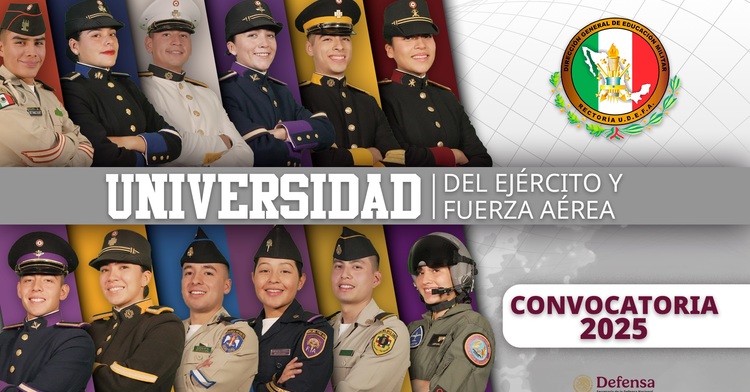 DIRECCIÓN GENERAL DE EDUCACIÓN MILITAR
RECTORÍA U.D.E.F.A.
UNIVERSIDAD
DEL EJÉRCITO Y
FUERZA AÉREA
CONVOCATORIA
2025
Defensa